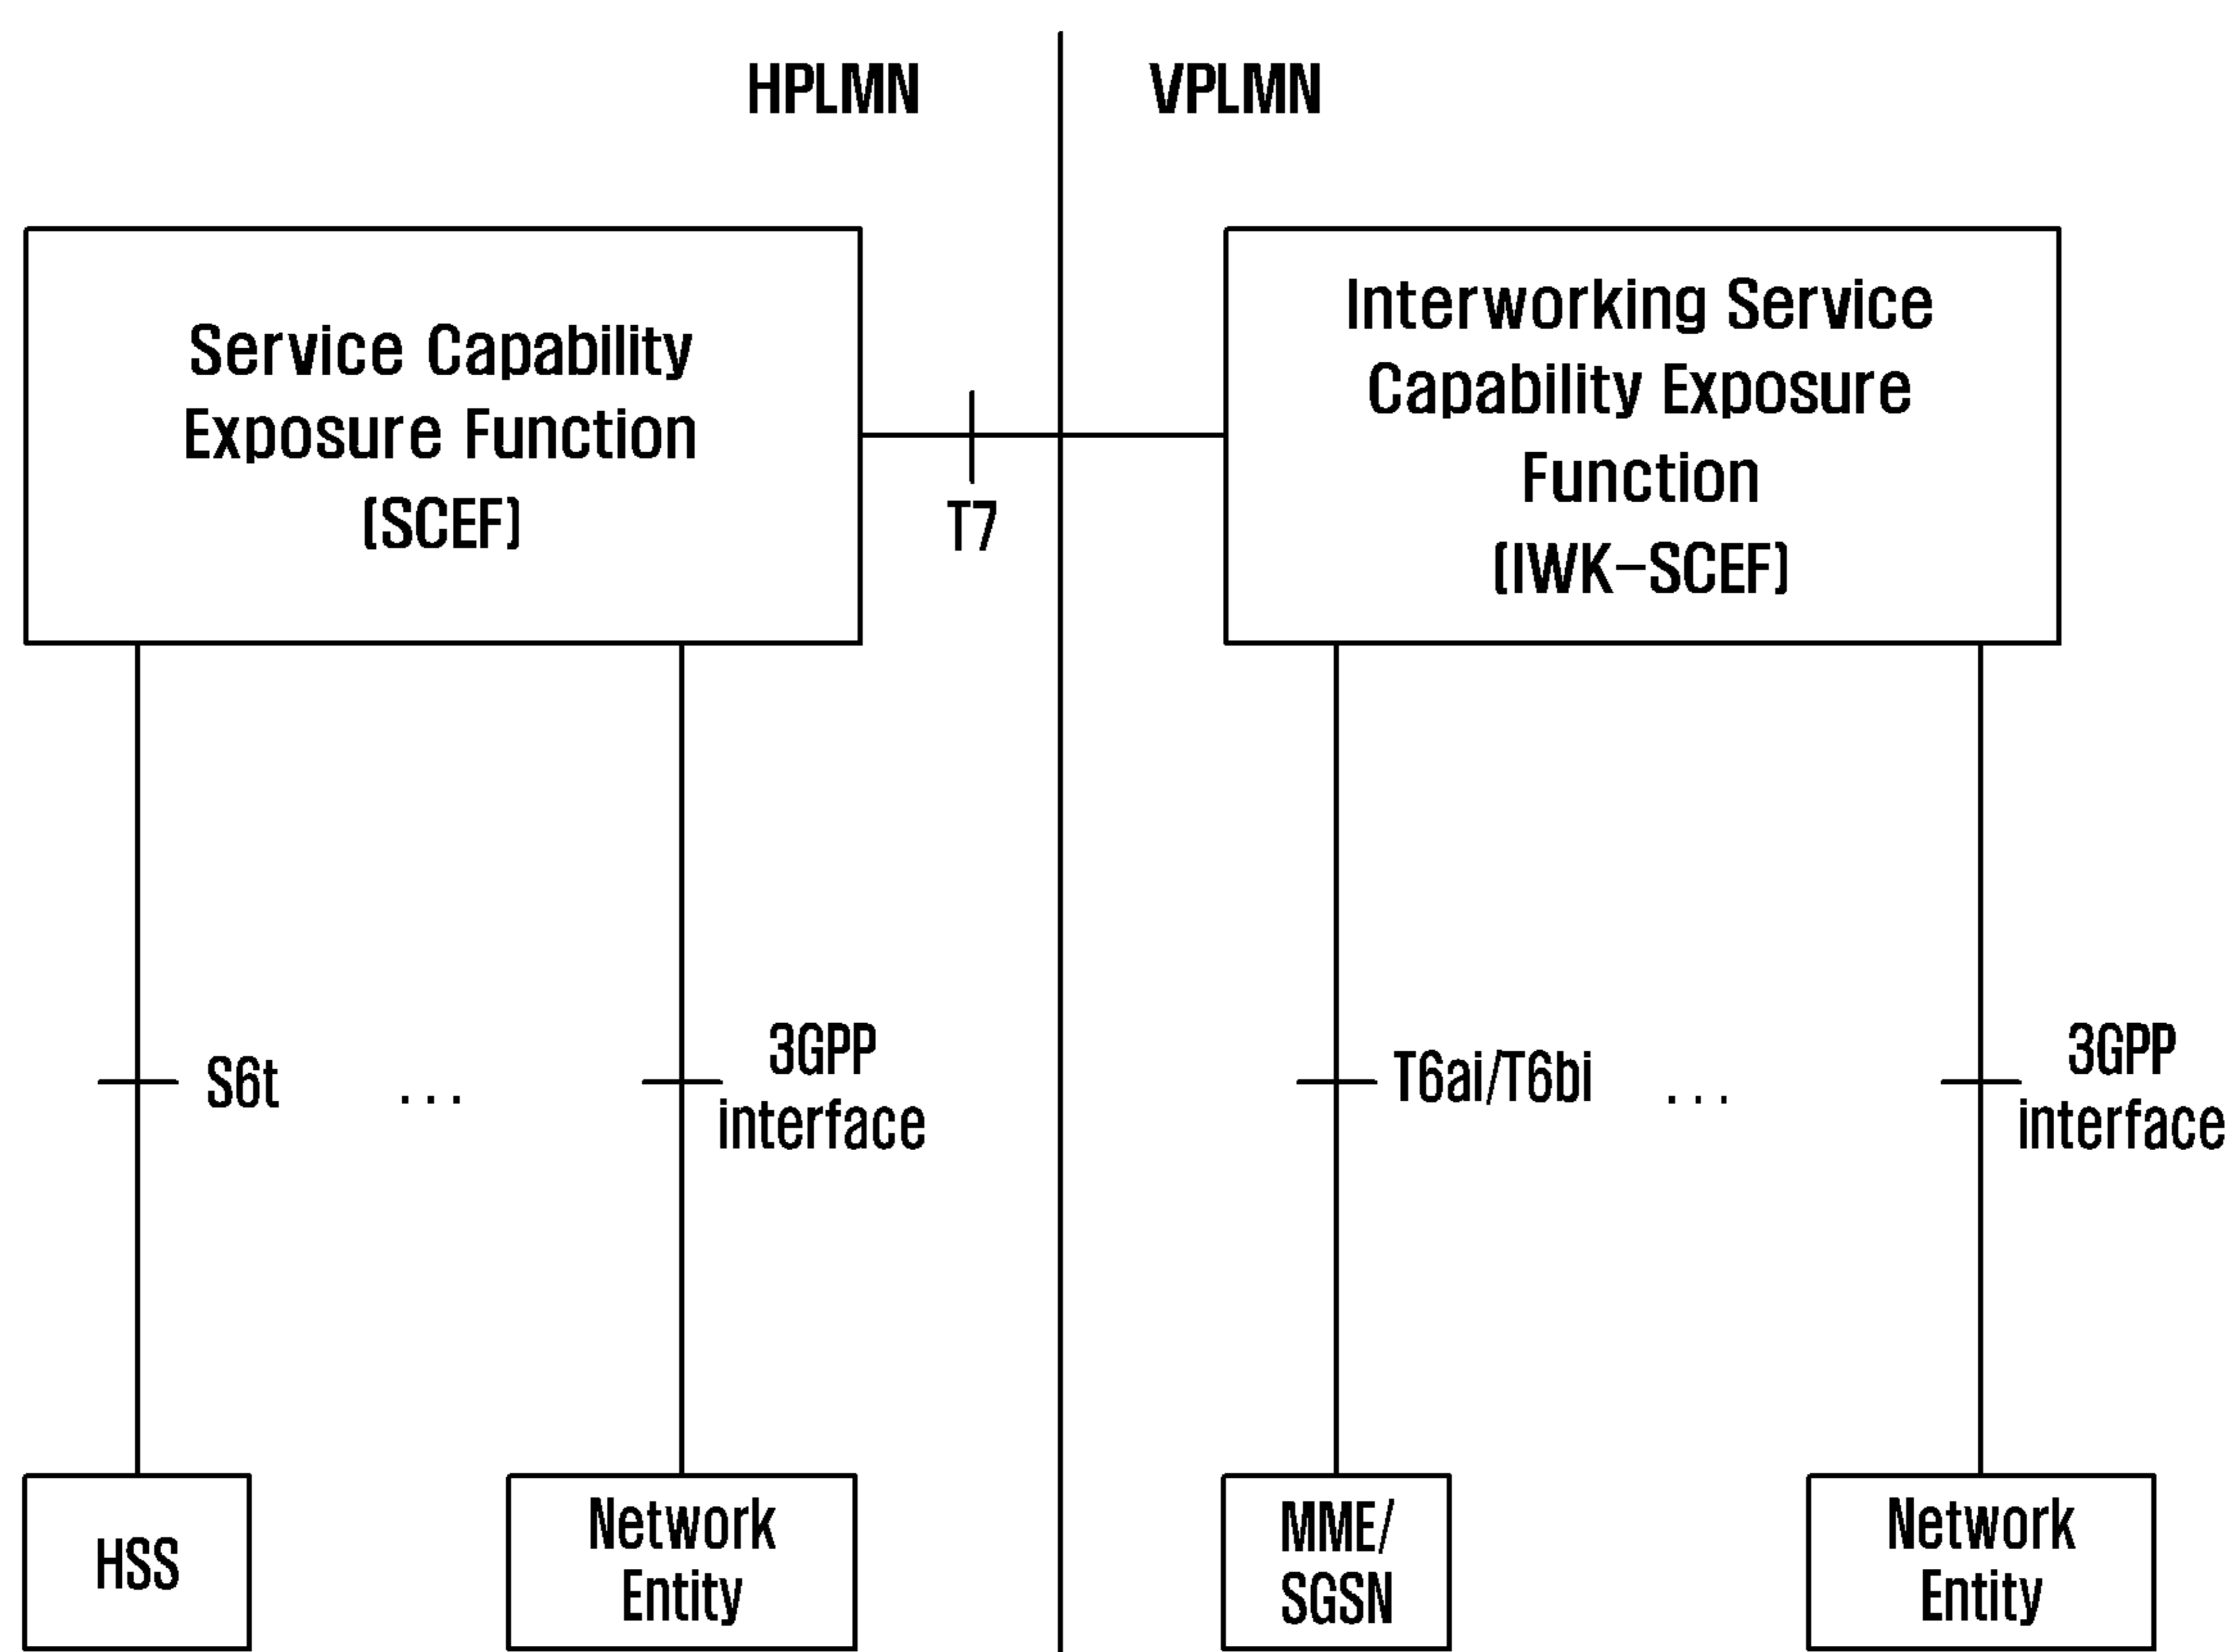 HPLMN
VPLMN
Service Capability
Exposure Function
(SCEF)
T7
Interworking Service
Capability Exposure
Function
(IWK-SCEF)
S6t
...
3GPP
interface
T6ai/T6bi
...
3GPP
interface
HSS
Network
Entity
MME/
SGSN
Network
Entity